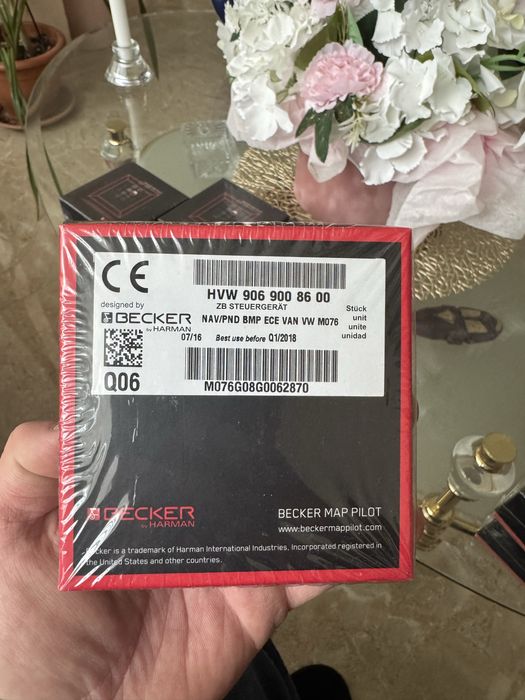 CE
HVW 906 900 86 00
ZB STEUERGERÄT
designed by
BECKER
by HARMAN
NAV/PND BMP ECE VAN VW M076
Stück
unit
unite
unidad
07/16 Best use before Q1/2018
Q06
M076G08G0062870
BECKER
by HARMAN
BECKER MAP PILOT
www.beckermappilot.com
Becker is a trademark of Harman International Industries, Incorporated registered in
the United States and other countries.